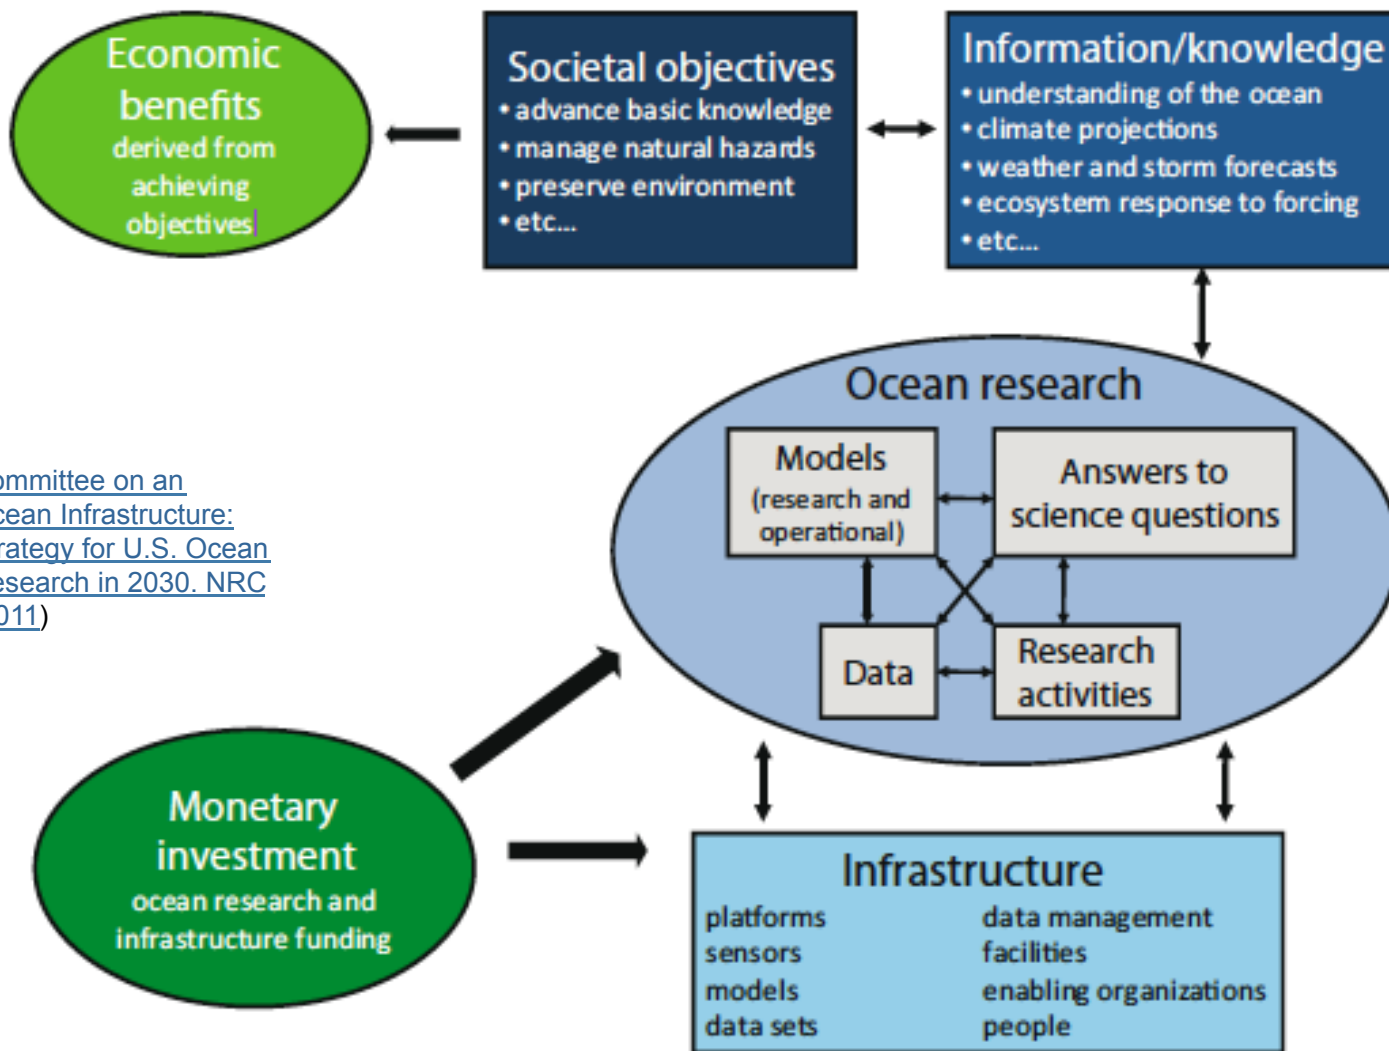 Economic
benefits
derived from
achieving
objectives
Societal objectives
• advance basic knowledge
• manage natural hazards
• preserve environment
• etc...
Information/knowledge
• understanding of the ocean
• climate projections
• weather and storm forecasts
• ecosystem response to forcing
• etc...
Ocean research
Models
(research and
operational)
Answers to
science questions
Data
Research
activities
ommittee on an
cean Infrastructure:
rategy for U.S. Ocean
esearch in 2030. NRC
011)
Monetary
investment
ocean research and
infrastructure funding
Infrastructure
platforms
sensors
models
data sets
data management
facilities
enabling organizations
people